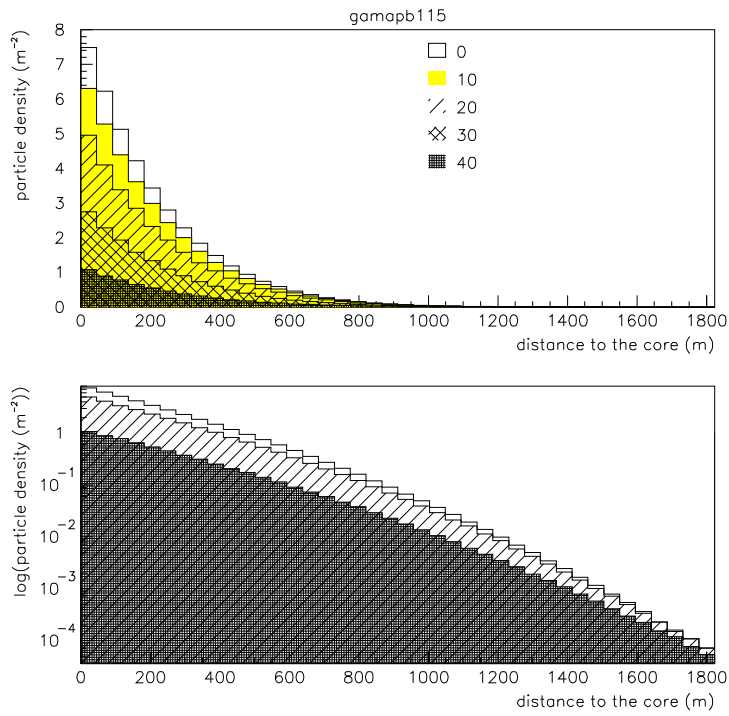 gamapb115
particle density (m⁻²)
8
7
6
5
4
3
2
1
0
0
10
20
30
40
0 200 400 600 800 1000 1200 1400 1600 1800
distance to the core (m)
log(particle density (m⁻²))
1
10⁻¹
10⁻²
10⁻³
10⁻⁴
0 200 400 600 800 1000 1200 1400 1600 1800
distance to the core (m)